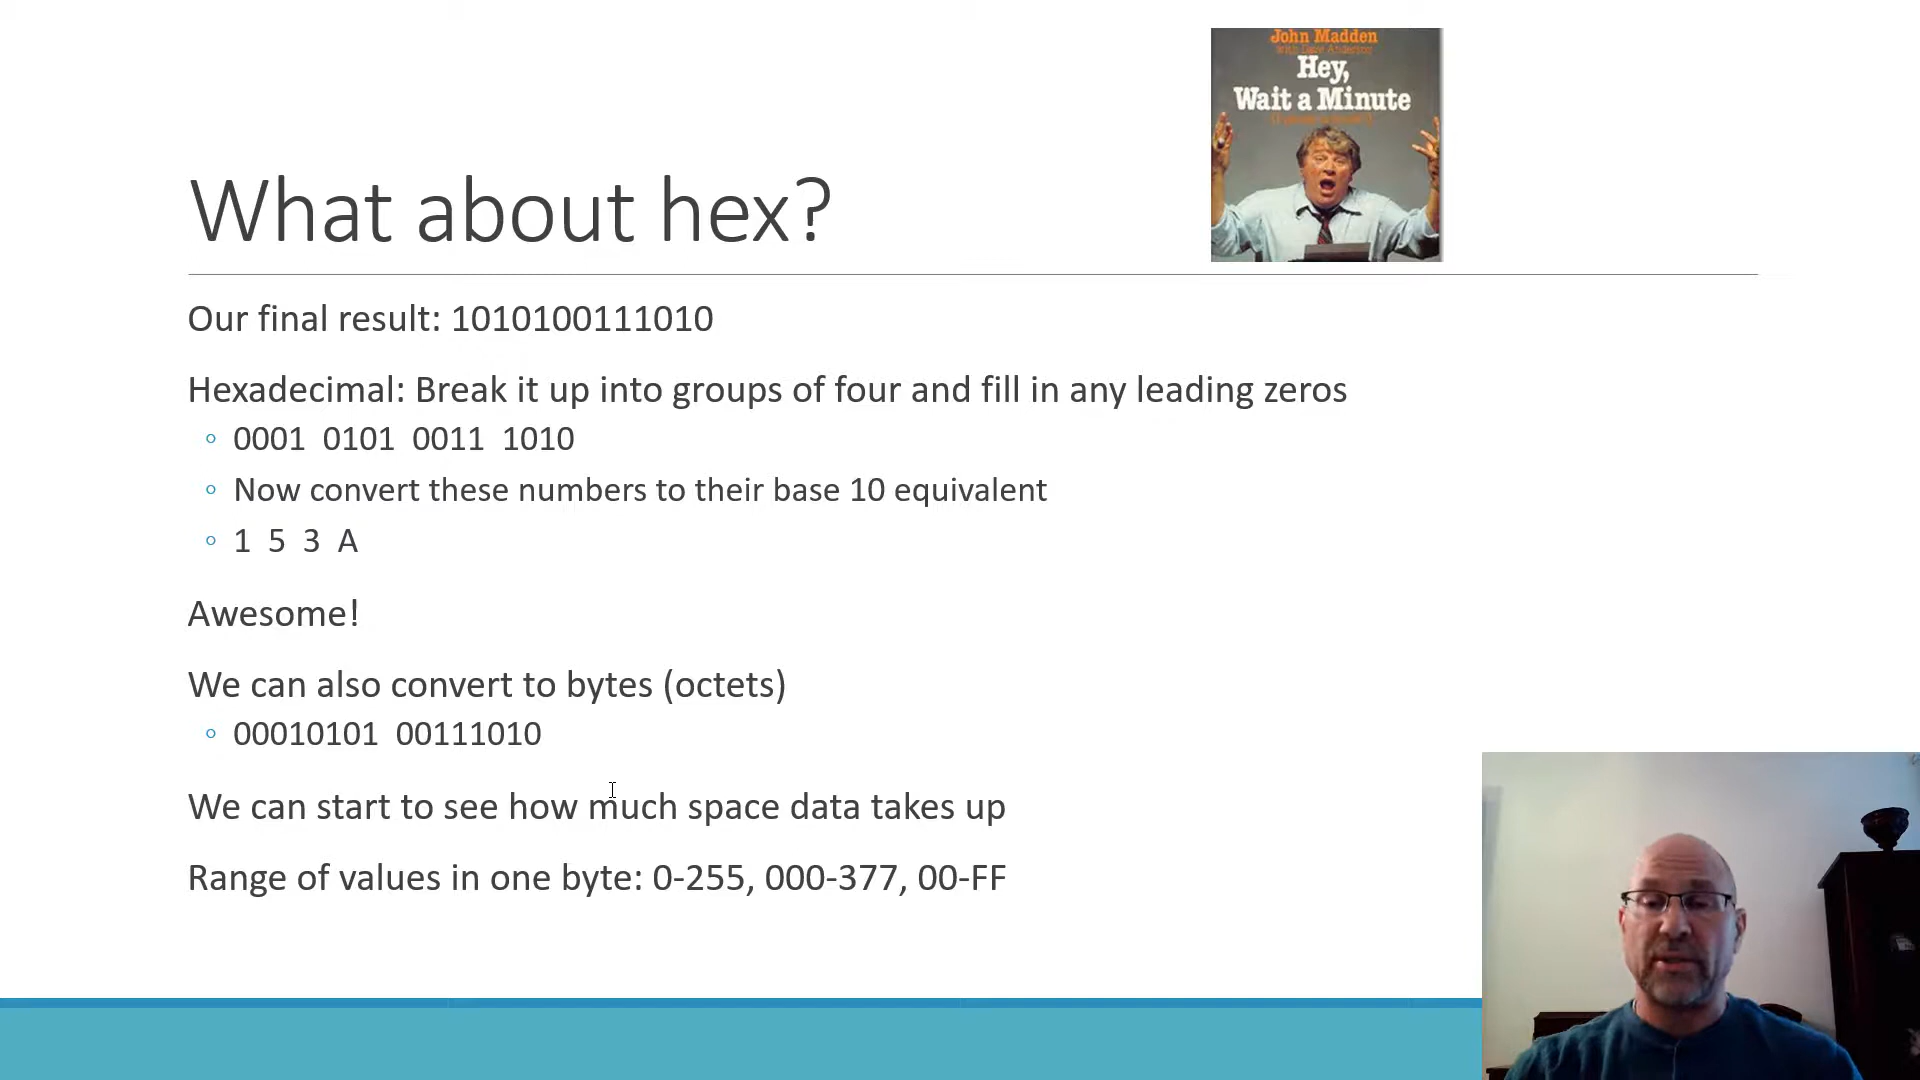 John Madden
with Dave Anderson
Hey,
Wait a Minute
What about hex?
Our final result: 1010100111010
Hexadecimal: Break it up into groups of four and fill in any leading zeros
0001 0101 0011 1010
Now convert these numbers to their base 10 equivalent
1 5 3 A
Awesome!
We can also convert to bytes (octets)
00010101 00111010
We can start to see how much space data takes up
Range of values in one byte: 0-255, 000-377, 00-FF